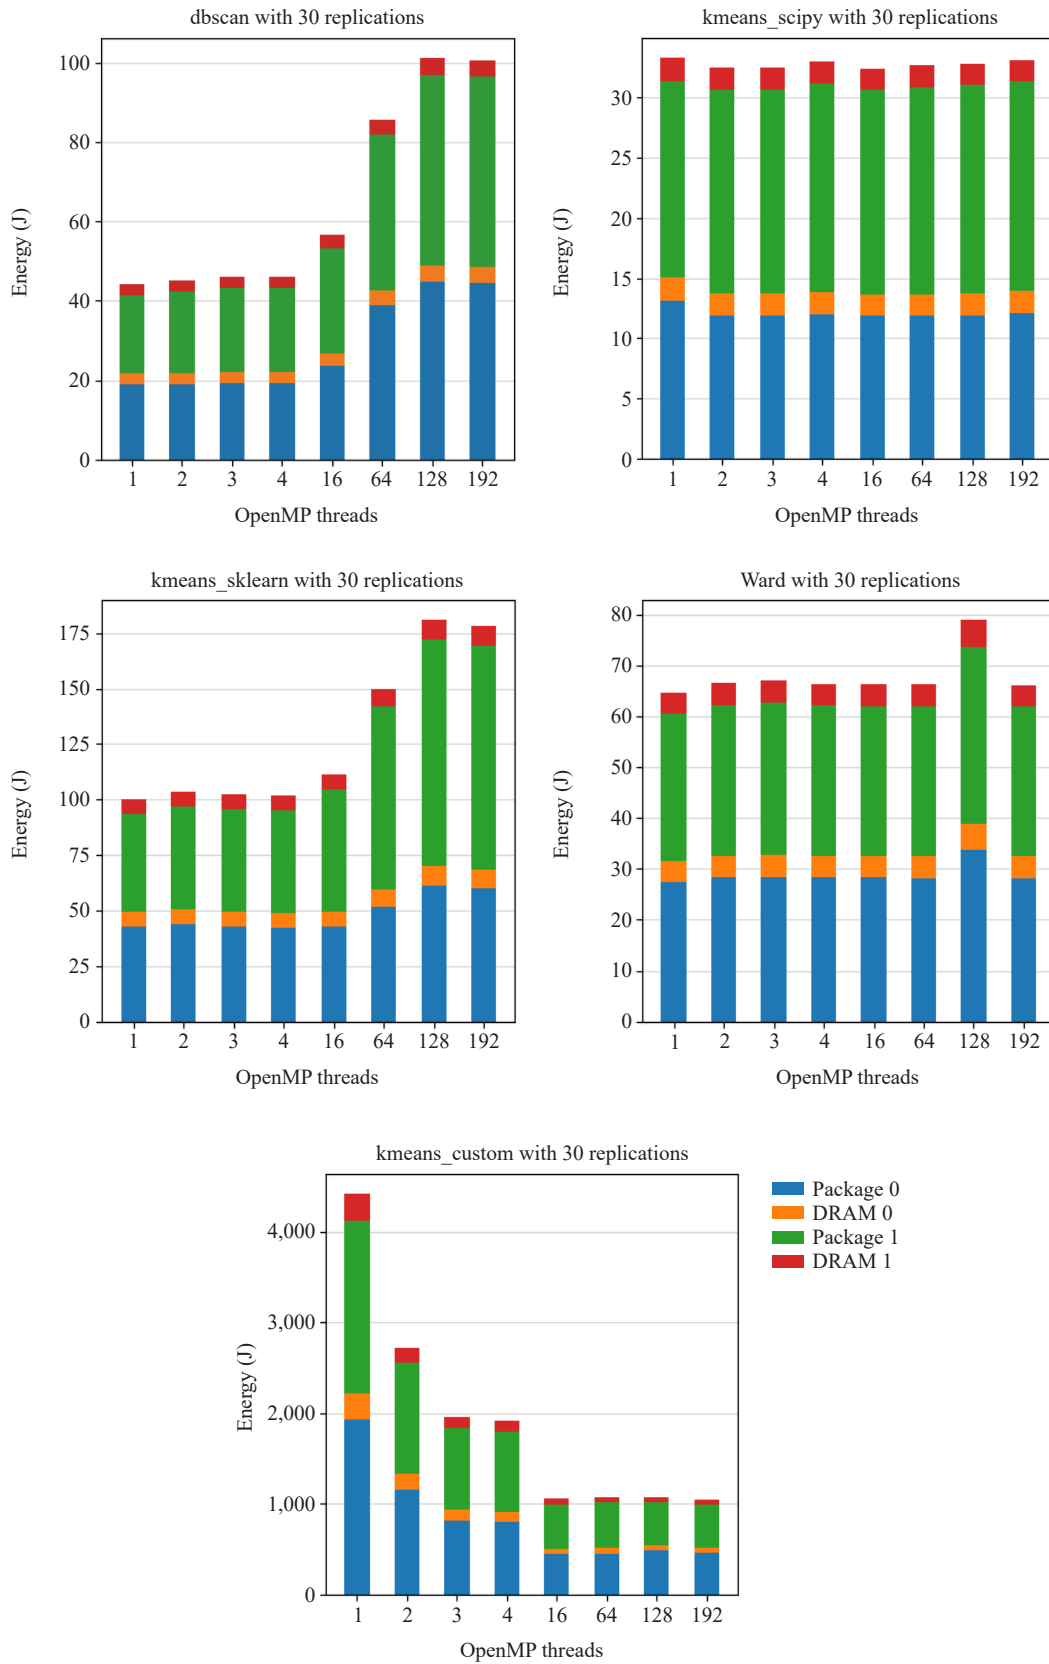 dbscan with 30 replications
100
80
60
40
20
0
Energy (J)
1 2 3 4 16 64 128 192
OpenMP threads
kmeans_scipy with 30 replications
30
25
20
15
10
5
0
Energy (J)
1 2 3 4 16 64 128 192
OpenMP threads
kmeans_sklearn with 30 replications
175
150
125
100
75
50
25
0
Energy (J)
1 2 3 4 16 64 128 192
OpenMP threads
Ward with 30 replications
80
70
60
50
40
30
20
10
0
Energy (J)
1 2 3 4 16 64 128 192
OpenMP threads
kmeans_custom with 30 replications
4,000
3,000
2,000
1,000
0
Energy (J)
1 2 3 4 16 64 128 192
OpenMP threads
Package 0
DRAM 0
Package 1
DRAM 1